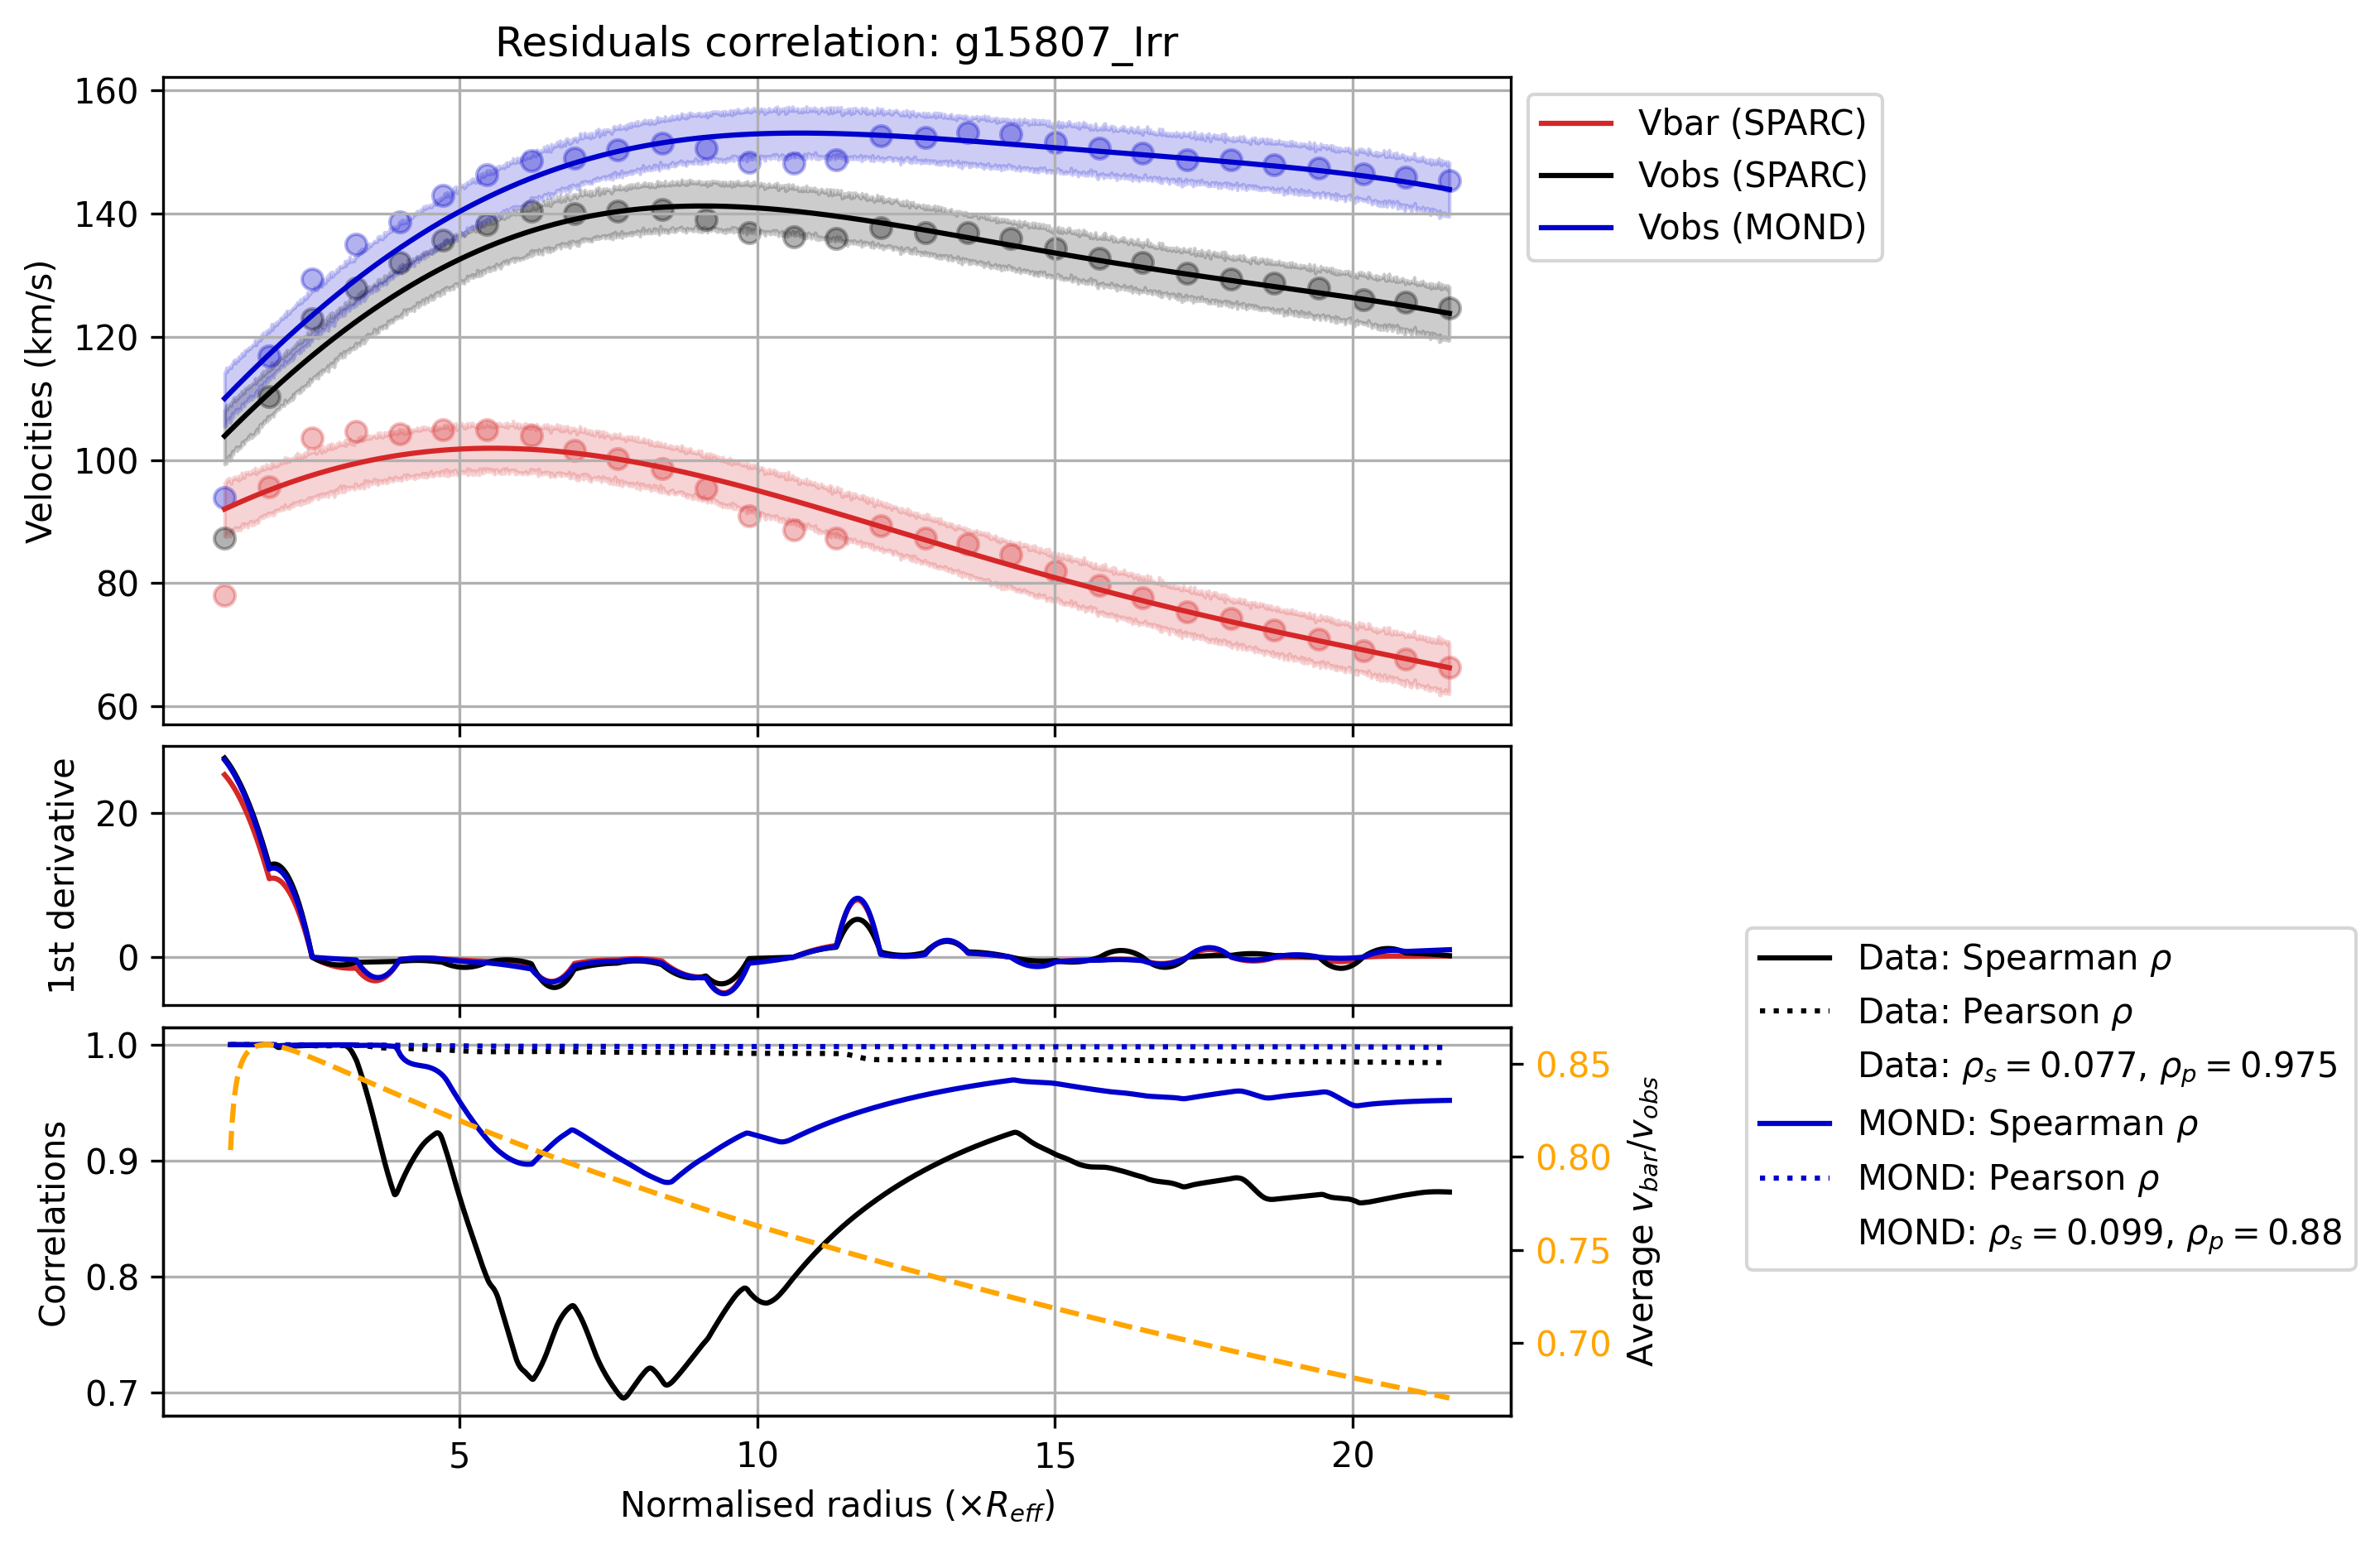 Residuals correlation: g15807_Irr
160
140
120
100
80
60
Velocities (km/s)
Vbar (SPARC)
Vobs (SPARC)
Vobs (MOND)
20
0
1st derivative
1.0
0.9
0.8
0.7
Correlations
0.85
0.80
0.75
0.70
Average v_bar/v_obs
5
10
15
20
Normalised radius (×R_eff)
Data: Spearman ρ
Data: Pearson ρ
Data: ρ_s = 0.077, ρ_p = 0.975
MOND: Spearman ρ
MOND: Pearson ρ
MOND: ρ_s = 0.099, ρ_p = 0.88